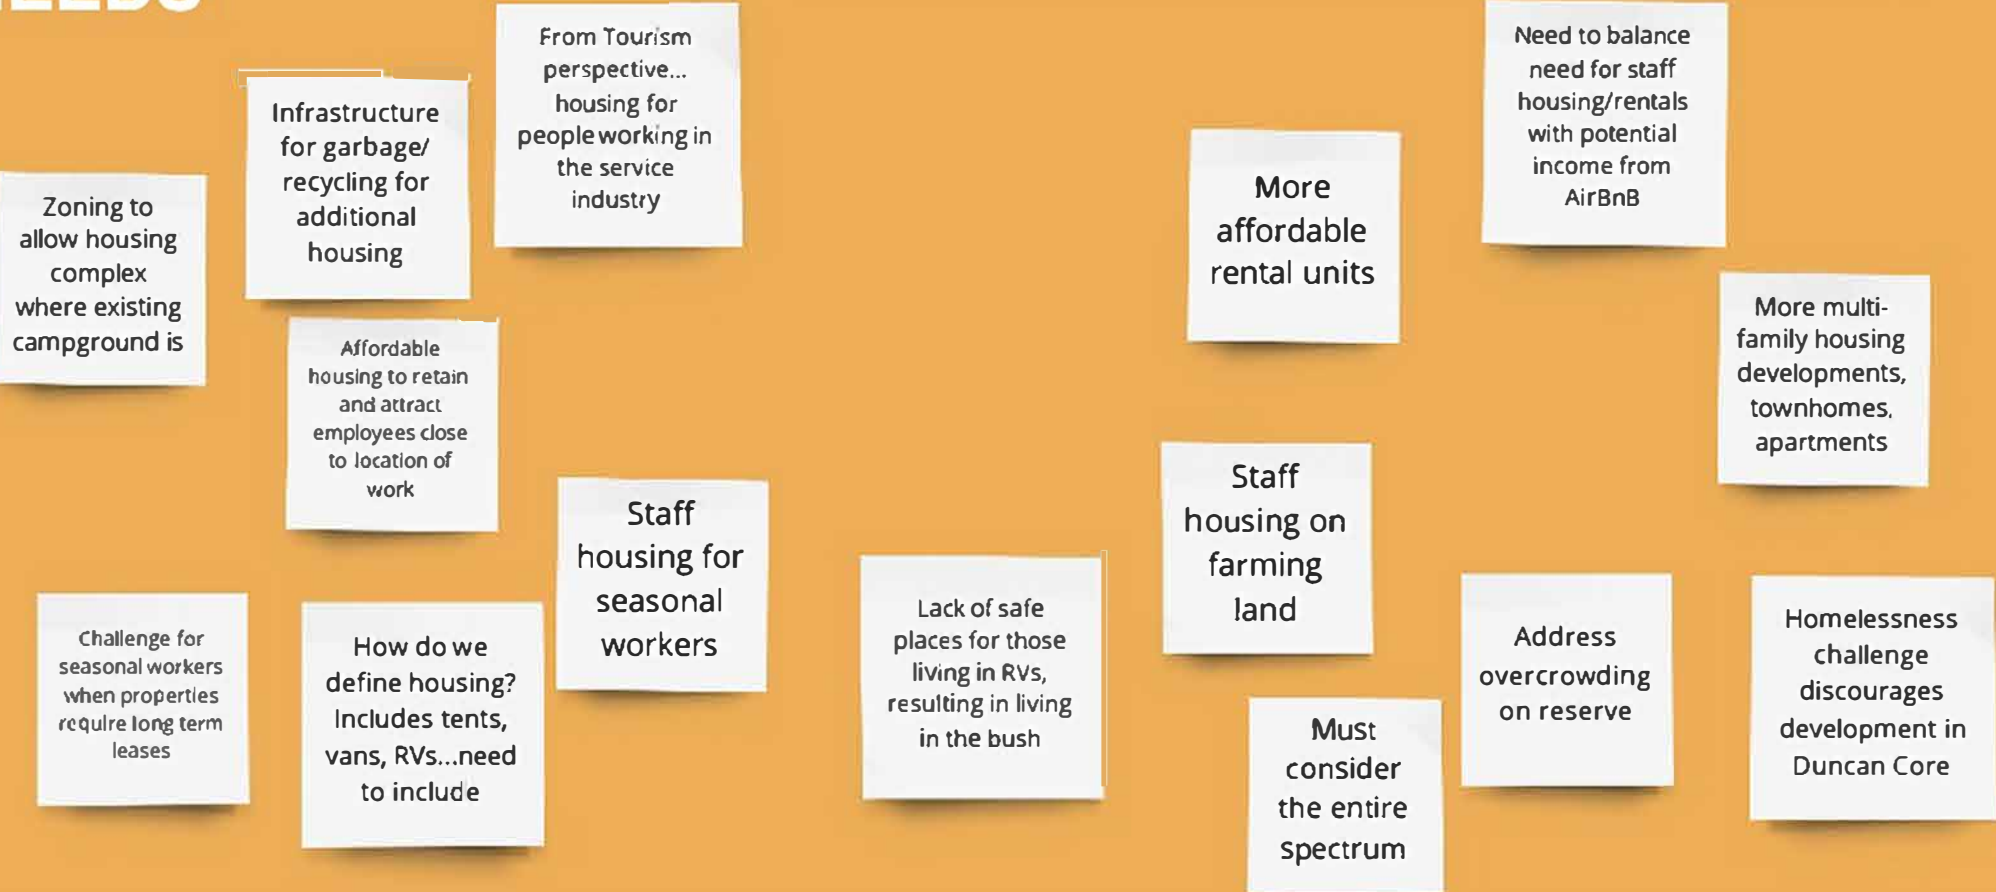 Zoning to
allow housing
complex
where existing
campground is
Infrastructure
for garbage/
recycling for
additional
housing
From Tourism
perspective...
housing for
people working in
the service
industry
Affordable
housing to retain
and attract
employees close
to location of
work
Staff
housing for
seasonal
workers
Challenge for
seasonal workers
when properties
require long term
leases
How do we
define housing?
Includes tents,
vans, RVs...need
to include
Lack of safe
places for those
living in RVs,
resulting in living
in the bush
More
affordable
rental units
Need to balance
need for staff
housing/rentals
with potential
income from
AirBnB
More multi-
family housing
developments,
townhomes,
apartments
Staff
housing on
farming
land
Must
consider
the entire
spectrum
Address
overcrowding
on reserve
Homelessness
challenge
discourages
development in
Duncan Core